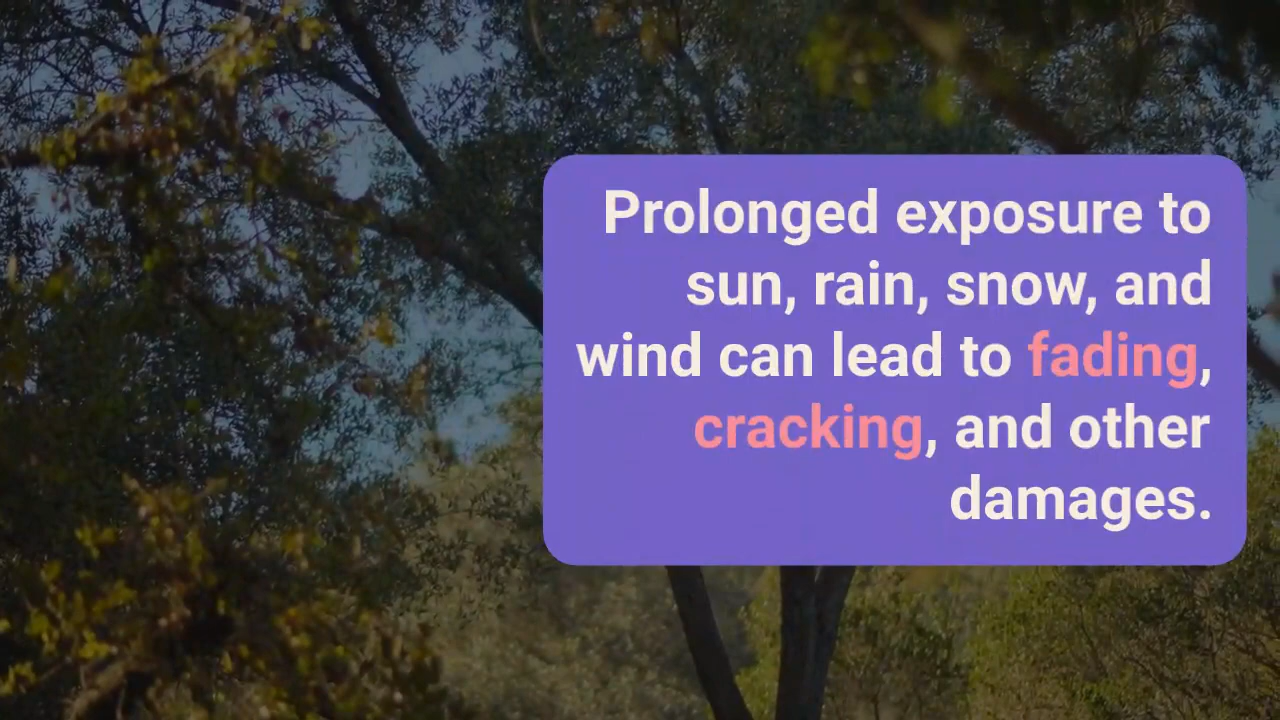 Prolonged exposure to
sun, rain, snow, and
wind can lead to fading,
cracking, and other
damages.